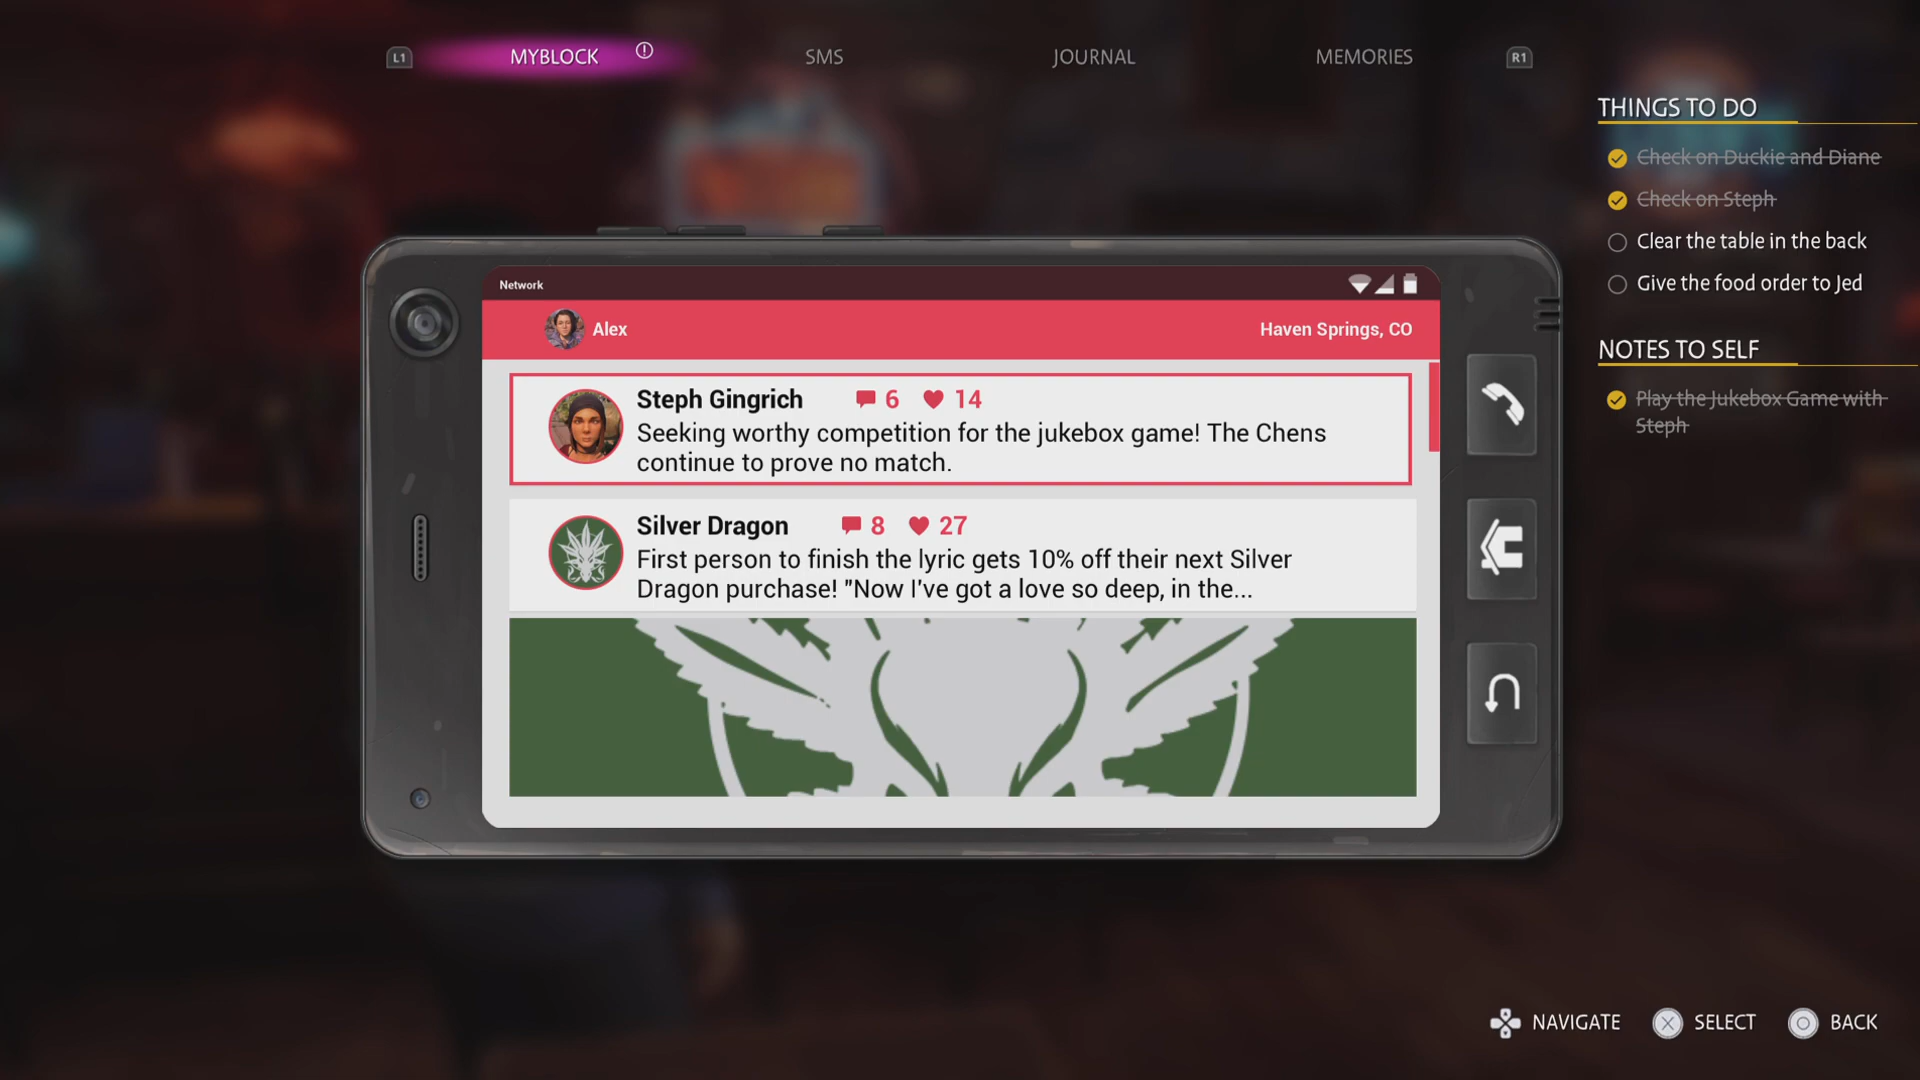 L1
MYBLOCK
SMS
JOURNAL
MEMORIES
R1
THINGS TO DO
Check on Duckie and Diane
Check on Steph
Clear the table in the back
Give the food order to Jed
NOTES TO SELF
Play the Jukebox Game with
Steph
Network
Alex
Haven Springs, CO
Steph Gingrich 6 14
Seeking worthy competition for the jukebox game! The Chens
continue to prove no match.
Silver Dragon 8 27
First person to finish the lyric gets 10% off their next Silver
Dragon purchase! "Now I've got a love so deep, in the...
NAVIGATE
SELECT
BACK